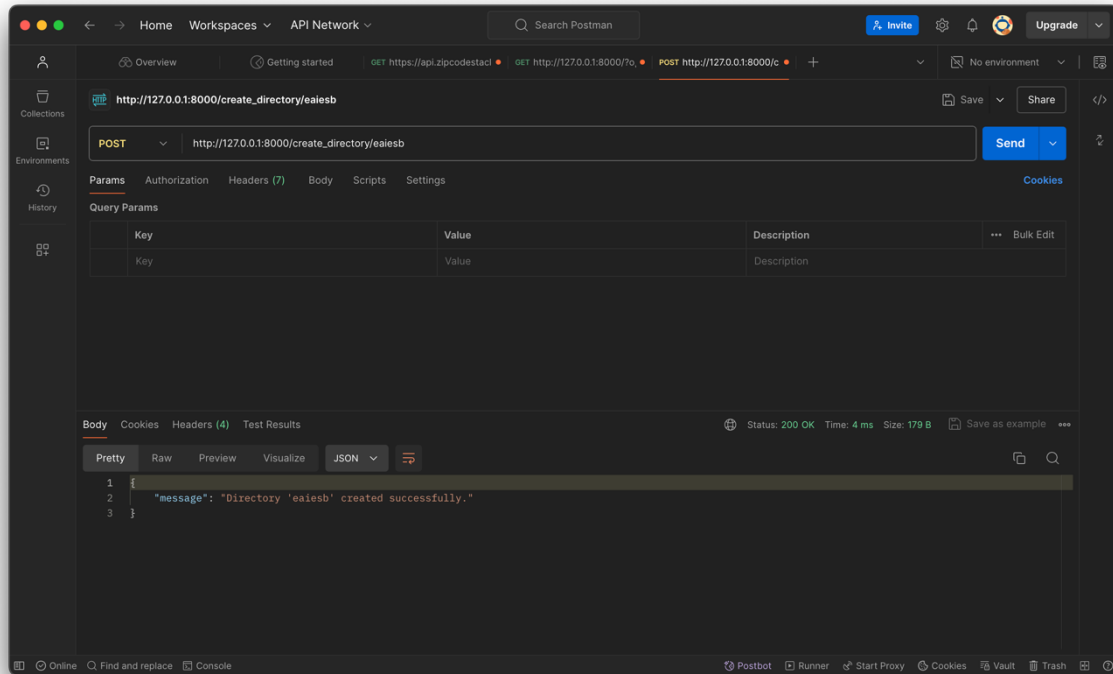 Home Workspaces API Network Search Postman Invite Upgrade
Overview Getting started GET https://api.zipcodestacl GET http://127.0.0.1:8000/?o, POST http://127.0.0.1:8000/c No environment
Collections
Environments
History
HTTP http://127.0.0.1:8000/create_directory/eaiesb Save Share
POST http://127.0.0.1:8000/create_directory/eaiesb Send
Params Authorization Headers (7) Body Scripts Settings Cookies
Query Params
Key Value Description ••• Bulk Edit
Key Value Description
Body Cookies Headers (4) Test Results Status: 200 OK Time: 4 ms Size: 179 B Save as example
Pretty Raw Preview Visualize JSON
1 {
2 "message": "Directory 'eaiesb' created successfully."
3 }
Online Find and replace Console Postbot Runner Start Proxy Cookies Vault Trash